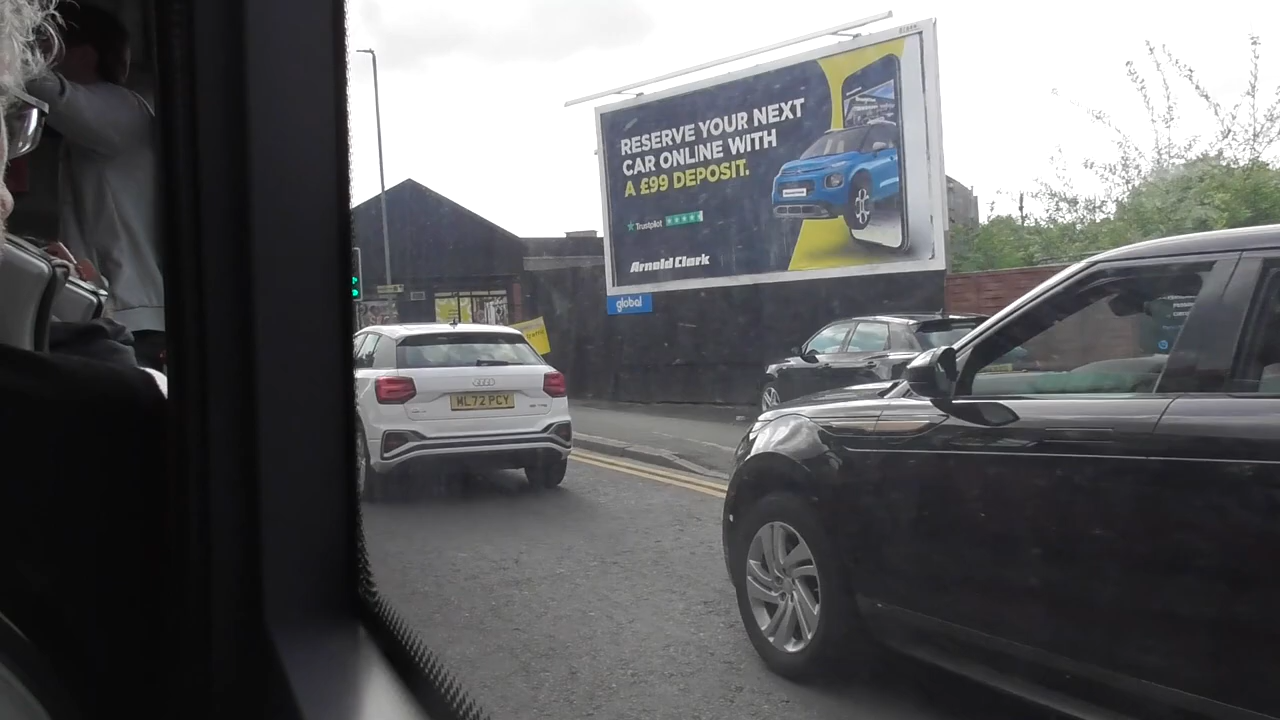 RESERVE YOUR NEXT
CAR ONLINE WITH
A £99 DEPOSIT.
Trustpilot
Arnold Clark
global
ML72 PCY